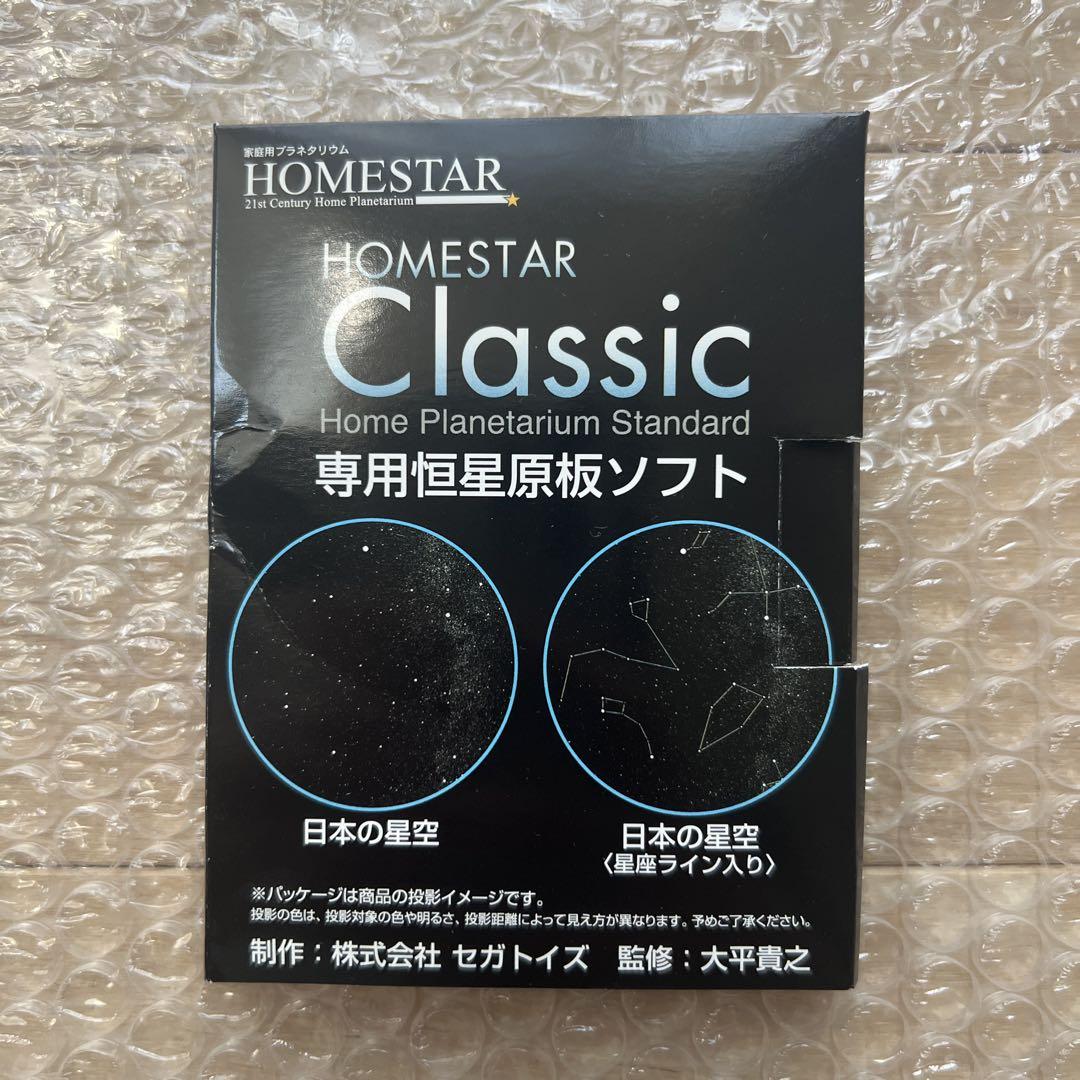 家庭用プラネタリウム
HOMESTAR
21st Century Home Planetarium
HOMESTAR
Classic
Home Planetarium Standard
専用恒星原板ソフト
日本の星空
日本の星空
〈星座ライン入り〉
※パッケージは商品の投影イメージです。
投影の色は、投影対象の色や明るさ、投影距離によって見え方が異なります。予めご了承ください。
制作：株式会社 セガトイズ 監修：大平貴之